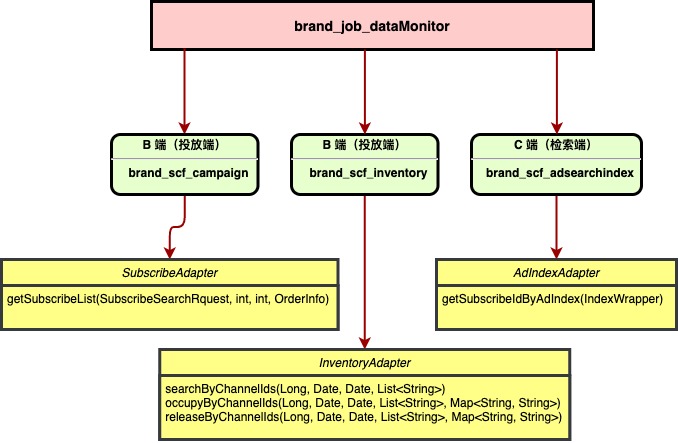 brand_job_dataMonitor
B 端（投放端）
brand_scf_campaign
B 端（投放端）
brand_scf_inventory
C 端（检索端）
brand_scf_adsearchindex
SubscribeAdapter
getSubscribeList(SubscribeSearchRquest, int, int, OrderInfo)
AdIndexAdapter
getSubscribeIdByAdIndex(IndexWrapper)
InventoryAdapter
searchByChannelIds(Long, Date, Date, List<String>)
occupyByChannelIds(Long, Date, Date, List<String>, Map<String, String>)
releaseByChannelIds(Long, Date, Date, List<String>, Map<String, String>)